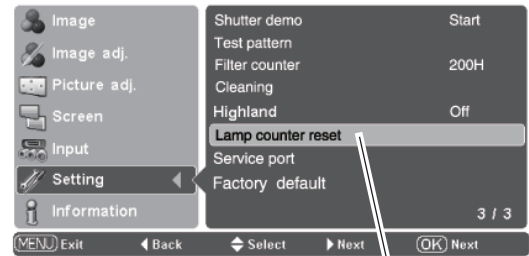 Image
Image adj.
Picture adj.
Screen
Input
Setting
Information
Shutter demo Start
Test pattern
Filter counter 200H
Cleaning
Highland Off
Lamp counter reset
Service port
Factory default
3 / 3
MENU Exit Back Select Next OK Next